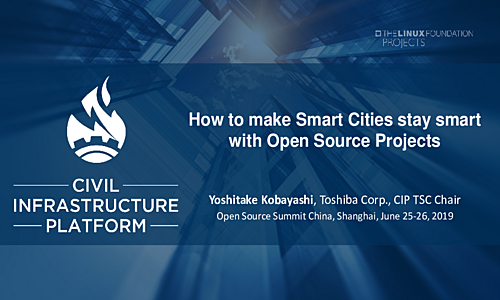 THE LINUX FOUNDATION
PROJECTS
How to make Smart Cities stay smart
with Open Source Projects
CIVIL
INFRASTRUCTURE
PLATFORM
Yoshitake Kobayashi, Toshiba Corp., CIP TSC Chair
Open Source Summit China, Shanghai, June 25-26, 2019